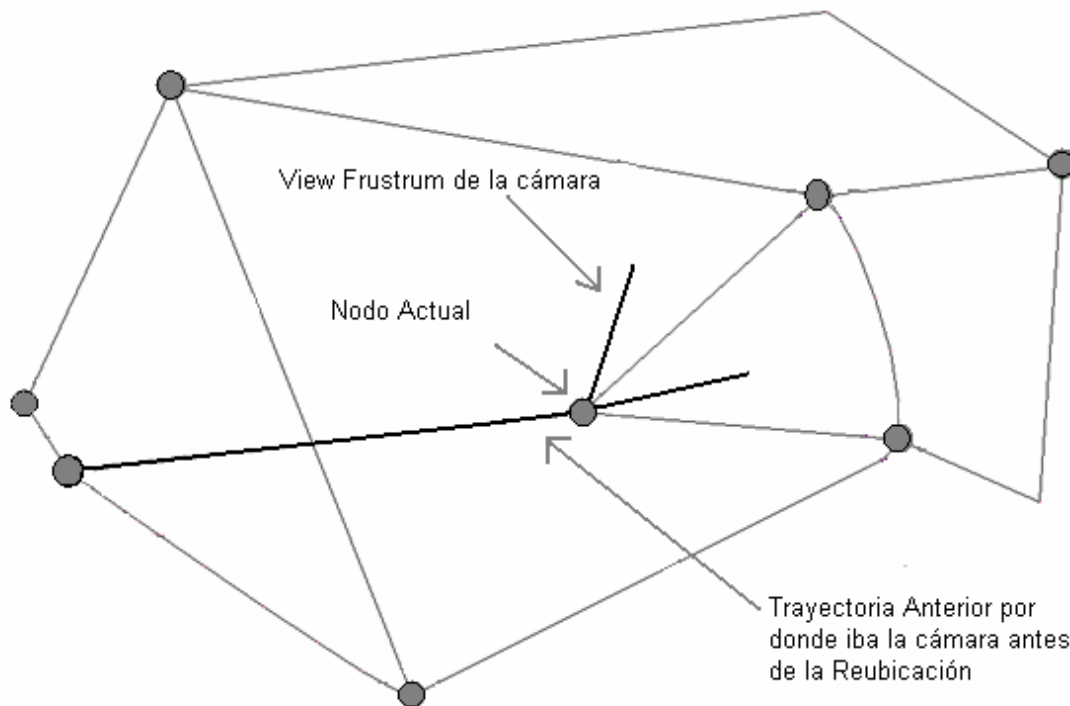 View Frustrum de la cámara
Nodo Actual
Trayectoria Anterior por
donde iba la cámara antes
de la Reubicación